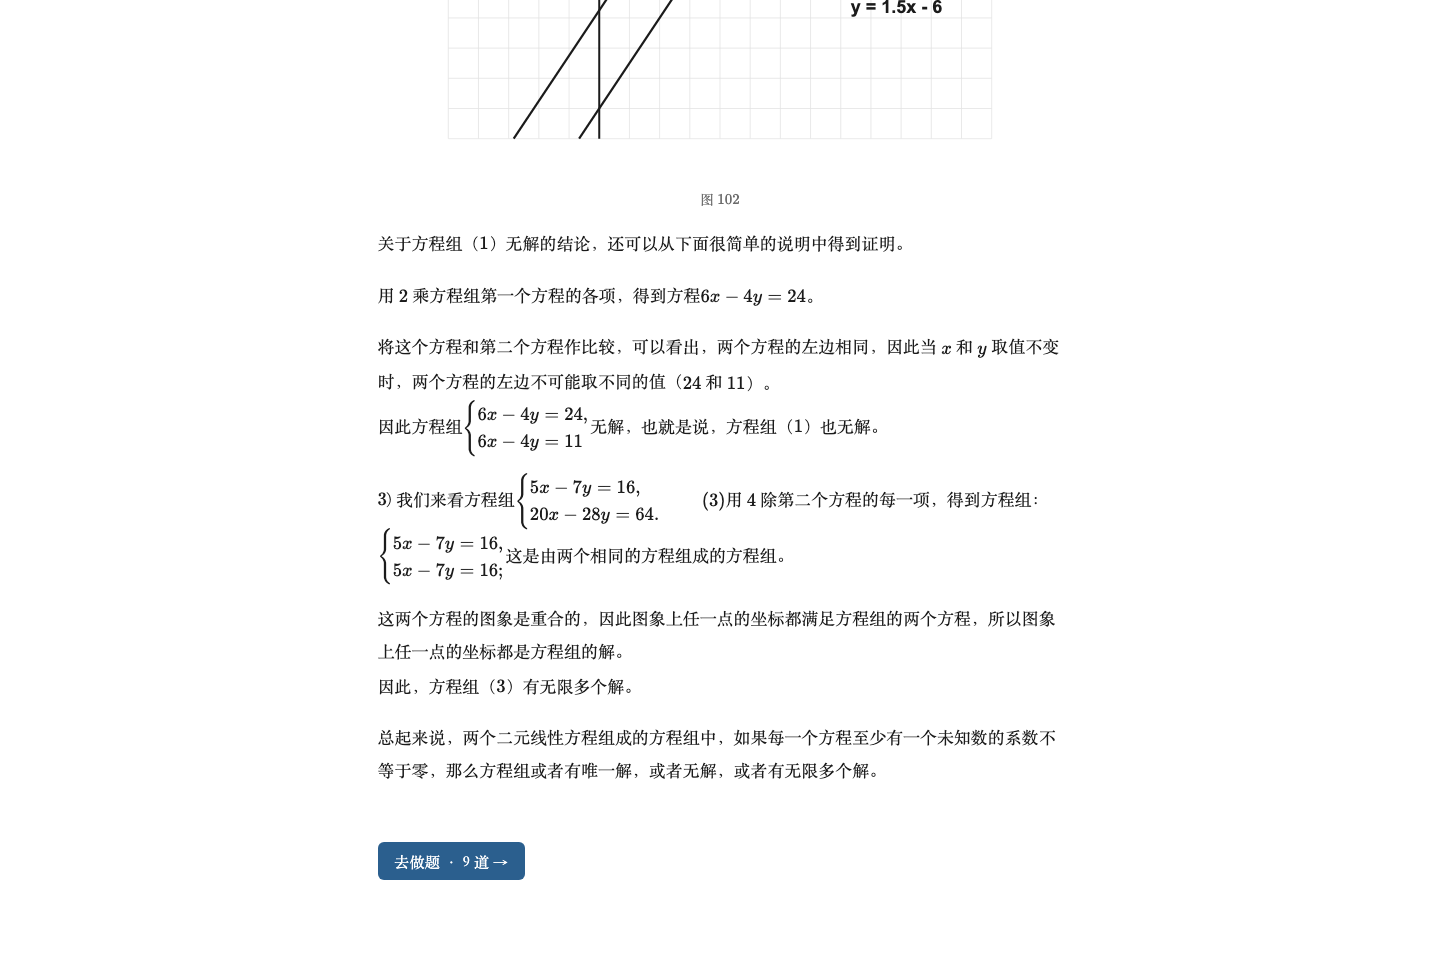 y = 1.5x - 6
图 102
关于方程组（1）无解的结论，还可以从下面很简单的说明中得到证明。
用 2 乘方程组第一个方程的各项，得到方程6x − 4y = 24。
将这个方程和第二个方程作比较，可以看出，两个方程的左边相同，因此当 x 和 y 取值不变
时，两个方程的左边不可能取不同的值（24 和 11）。
因此方程组{6x − 4y = 24, 6x − 4y = 11 无解，也就是说，方程组（1）也无解。
3) 我们来看方程组{5x − 7y = 16, 20x − 28y = 64. (3)用 4 除第二个方程的每一项，得到方程组：
{5x − 7y = 16, 5x − 7y = 16; 这是由两个相同的方程组成的方程组。
这两个方程的图象是重合的，因此图象上任一点的坐标都满足方程组的两个方程，所以图象
上任一点的坐标都是方程组的解。
因此，方程组（3）有无限多个解。
总起来说，两个二元线性方程组成的方程组中，如果每一个方程至少有一个未知数的系数不
等于零，那么方程组或者有唯一解，或者无解，或者有无限多个解。
去做题 · 9 道 →